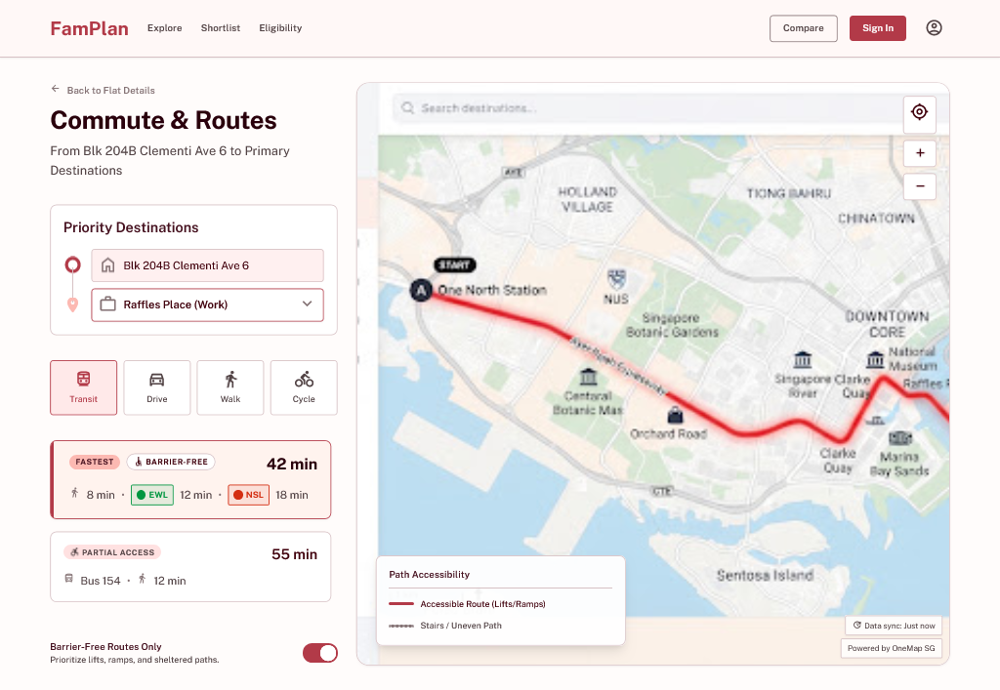 FamPlan
Explore
Shortlist
Eligibility
Compare
Sign In
Back to Flat Details
Commute & Routes
From Blk 204B Clementi Ave 6 to Primary
Destinations
Priority Destinations
Blk 204B Clementi Ave 6
Raffles Place (Work)
Transit
Drive
Walk
Cycle
FASTEST
BARRIER-FREE
42 min
8 min · EWL 12 min · NSL 18 min
PARTIAL ACCESS
55 min
Bus 154 · 12 min
Barrier-Free Routes Only
Prioritize lifts, ramps, and sheltered paths.
Search destinations...
+
−
AYE
HOLLAND
VILLAGE
TIONG BAHRU
CHINATOWN
START
A
One North Station
NUS
Singapore
Botanic Gardens
DOWNTOWN
CORE
National
Museum
Singapore
River
Clarke
Quay
Raffles
Centaral
Botanic Mas
Orchard Road
Clarke
Quay
Marina
Bay Sands
CTE
Sentosa Island
Path Accessibility
Accessible Route (Lifts/Ramps)
Stairs / Uneven Path
Data sync: Just now
Powered by OneMap SG